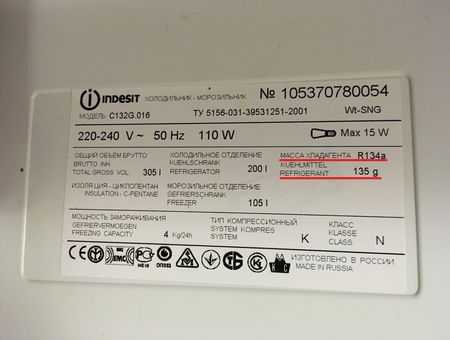 indesit ХОЛОДИЛЬНИК - МОРОЗИЛЬНИК № 105370780054
МОДЕЛЬ C132G.016 ТУ 5156-031-39531251-2001 Wt-SNG
220-240 V ~ 50 Hz 110 W Max 15 W
ОБЩИЙ ОБЪЕМ БРУТТО ХОЛОДИЛЬНОЕ ОТДЕЛЕНИЕ МАССА ХЛАДАГЕНТА R134a
BRUTTO INH KUEHLSCHRANK KUEHLMITTEL
TOTAL GROSS VOL. 305 l REFRIGERATOR 200 l REFRIGERANT 135 g
ИЗОЛЯЦИЯ - ЦИКЛОПЕНТАН МОРОЗИЛЬНОЕ ОТДЕЛЕНИЕ
INSULATION - C-PENTANE GEFRIERSCHRANK
FREEZER 105 l
МОЩНОСТЬ ЗАМОРАЖИВАНИЯ ТИП КОМПРЕССИОННЫЙ КЛАСС
GEFRIERVERMOEGEN SYSTEM KOMPRES KLASSE
FREEZING CAPACITY 4 Kg/24h SYSTEM COMPRESS K CLASS N
ИЗГОТОВЛЕНО В РОССИИ
MADE IN RUSSIA